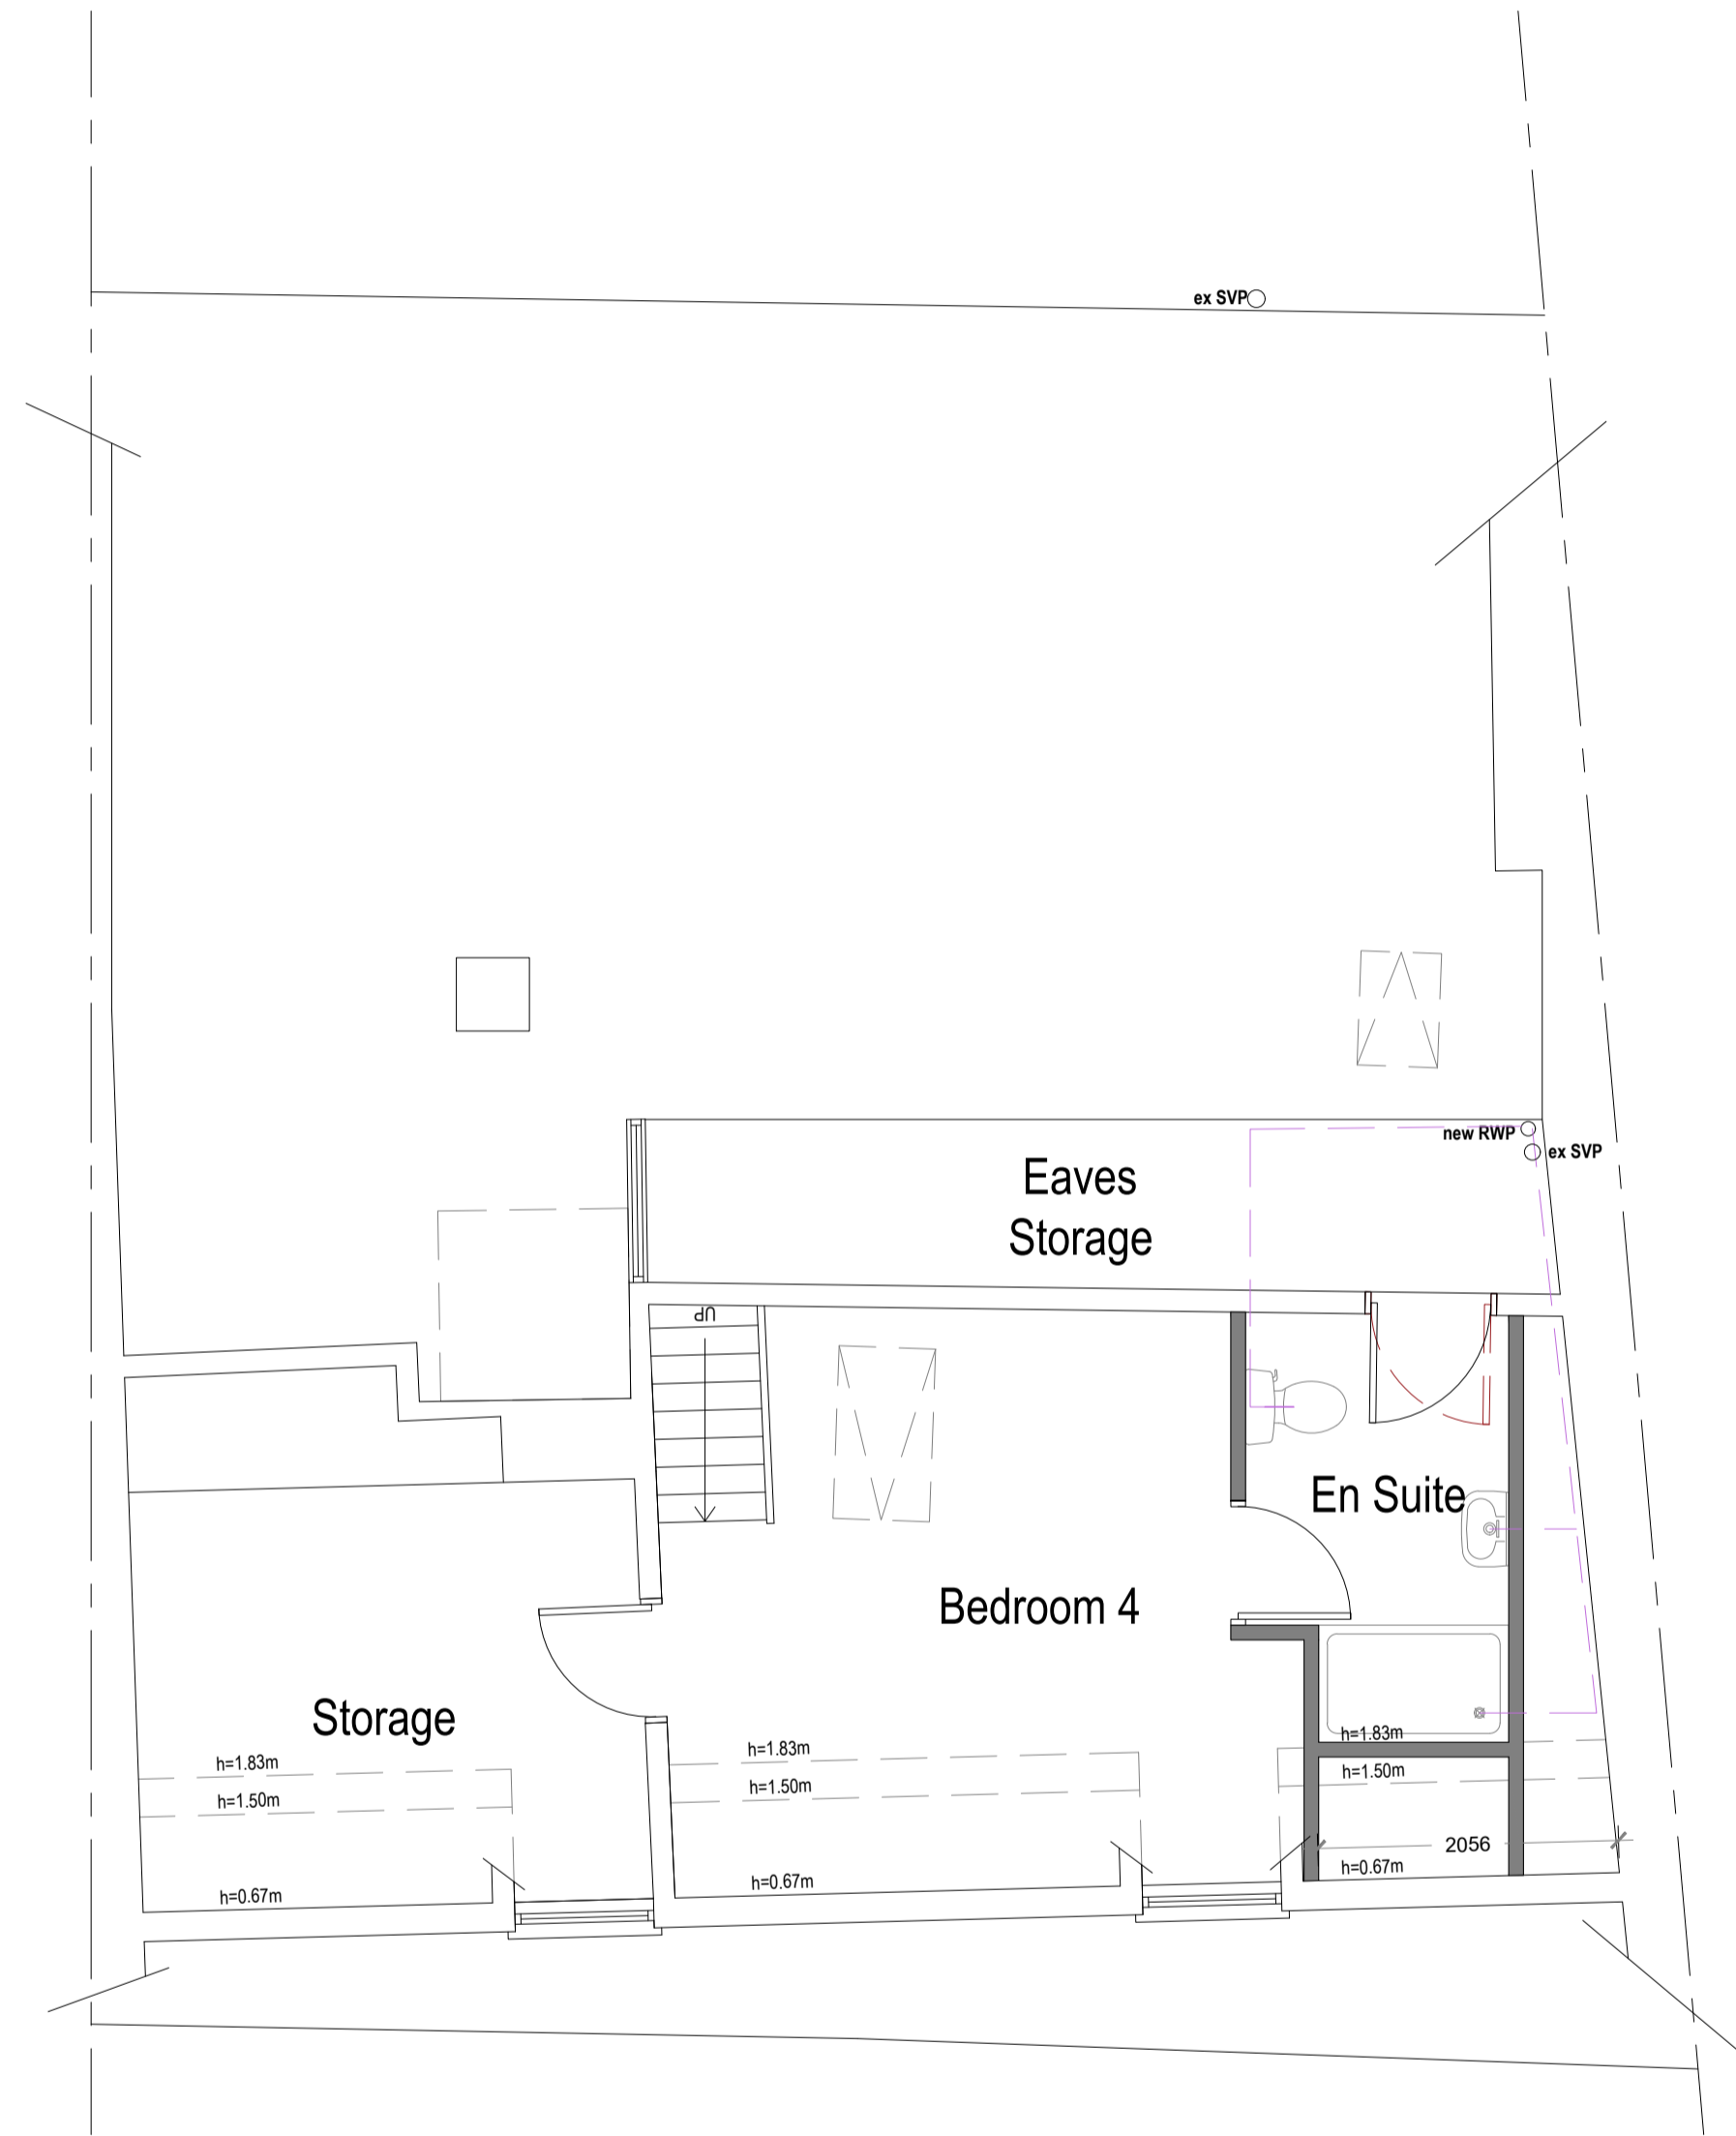 ex SVP
new RWP
ex SVP
Eaves
Storage
UP
En Suite
Bedroom 4
Storage
h=1.83m
h=1.50m
h=0.67m
h=1.83m
h=1.50m
h=0.67m
h=1.83m
h=1.50m
2056
h=0.67m